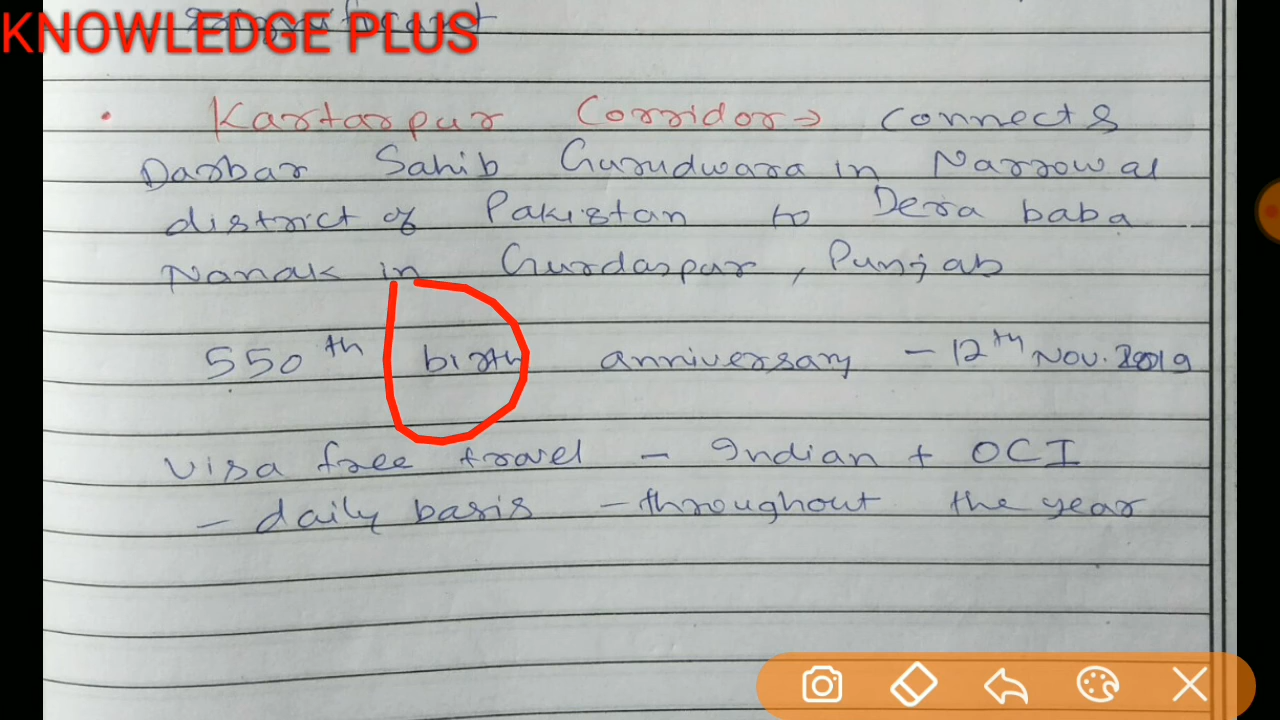 KNOWLEDGE PLUS
• Kartarpur Corridor → Connects
Darbar Sahib Gurudwara in Narrowal
district of Pakistan to Dera baba
Nanak in Gurdaspur, Punjab
550th birth anniversary - 12th Nov. 2019
Visa free travel - Indian + OCI
- daily basis - throughout the year